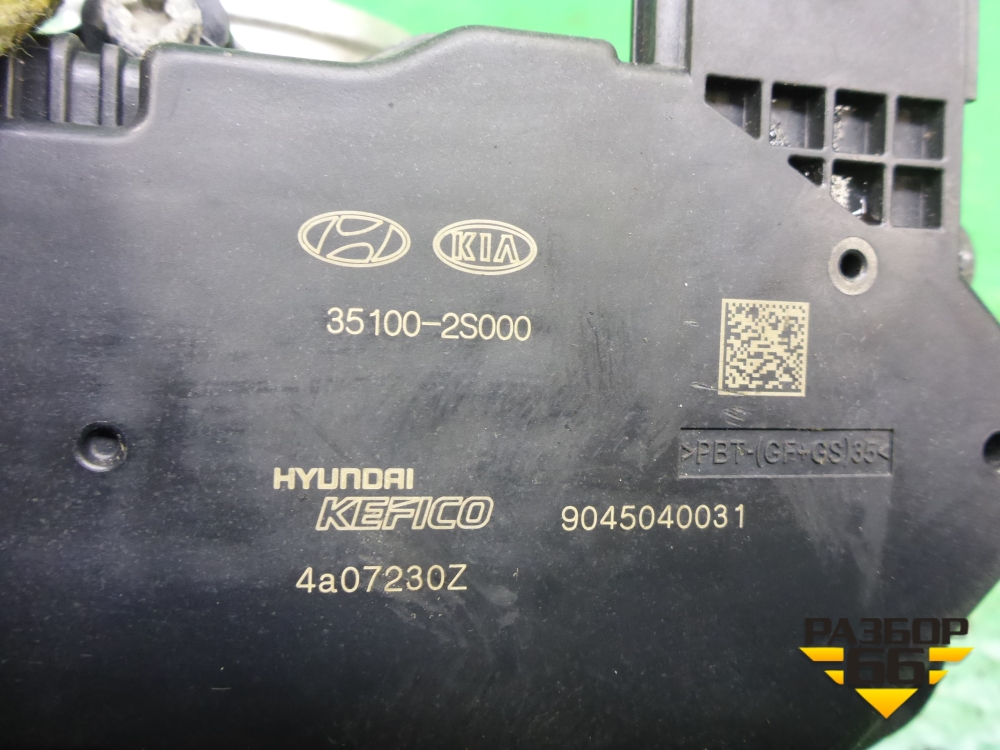 KIA
35100-2S000
>PBT-(GF+GS)35<
HYUNDAI
KEFICO
9045040031
4a07230Z
РАЗБОР
66